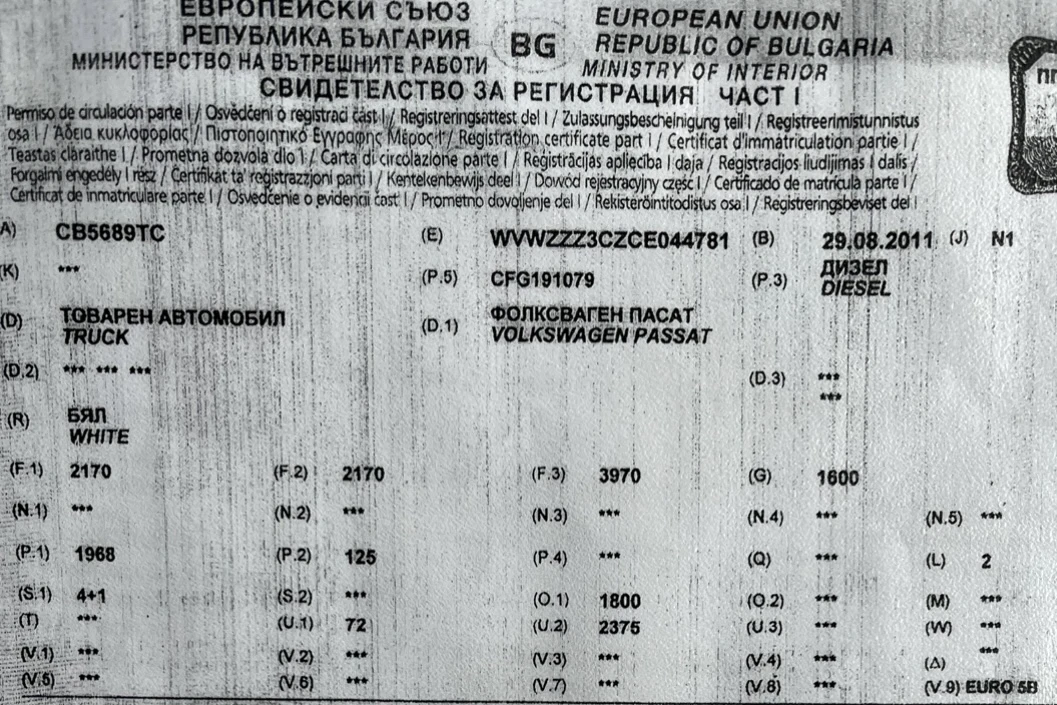 ЕВРОПЕЙСКИ СЪЮЗ EUROPEAN UNION
РЕПУБЛИКА БЪЛГАРИЯ BG REPUBLIC OF BULGARIA
МИНИСТЕРСТВО НА ВЪТРЕШНИТЕ РАБОТИ MINISTRY OF INTERIOR
СВИДЕТЕЛСТВО ЗА РЕГИСТРАЦИЯ ЧАСТ I
Permiso de circulación parte I / Osvědčení o registraci část I / Registreringsattest del I / Zulassungsbescheinigung teil I / Registreerimistunnistus
osa I / Άδεια κυκλοφορίας / Πιστοποιητικό Εγγραφής Μέρος I / Registration certificate part I / Certificat d'immatriculation partie I /
Teastas cláraithe I / Prometna dozvola dio I / Carta di circolazione parte I / Reģistrācijas apliecība I daļa / Registracijos liudijimas I dalis /
Forgalmi engedély I rész / Ċertifikat ta' reġistrazzjoni parti I / Kentekenbewijs deel I / Dowód rejestracyjny część I / Certificado de matrícula parte I /
Certificat de inmatriculare parte I / Osvedčenie o evidencii časť I / Prometno dovoljenje del I / Rekisteröintitodistus osa I / Registreringsbeviset del I
A) CB5689TC (E) WVWZZZ3CZCE044781 (B) 29.08.2011 (J) N1
(K) *** (P.5) CFG191079 (P.3) ДИЗЕЛ
DIESEL
(D) ТОВАРЕН АВТОМОБИЛ (D.1) ФОЛКСВАГЕН ПАСАТ
TRUCK VOLKSWAGEN PASSAT
(D.2) *** *** *** (D.3) ***
***
(R) БЯЛ
WHITE
(F.1) 2170 (F.2) 2170 (F.3) 3970 (G) 1600
(N.1) *** (N.2) *** (N.3) *** (N.4) *** (N.5) ***
(P.1) 1968 (P.2) 125 (P.4) *** (Q) *** (L) 2
(S.1) 4+1 (S.2) *** (O.1) 1800 (O.2) *** (M) ***
(T) *** (U.1) 72 (U.2) 2375 (U.3) *** (W) ***
(V.1) *** (V.2) *** (V.3) *** (V.4) *** (Δ) ***
(V.5) *** (V.6) *** (V.7) *** (V.8) *** (V.9) EURO 5B